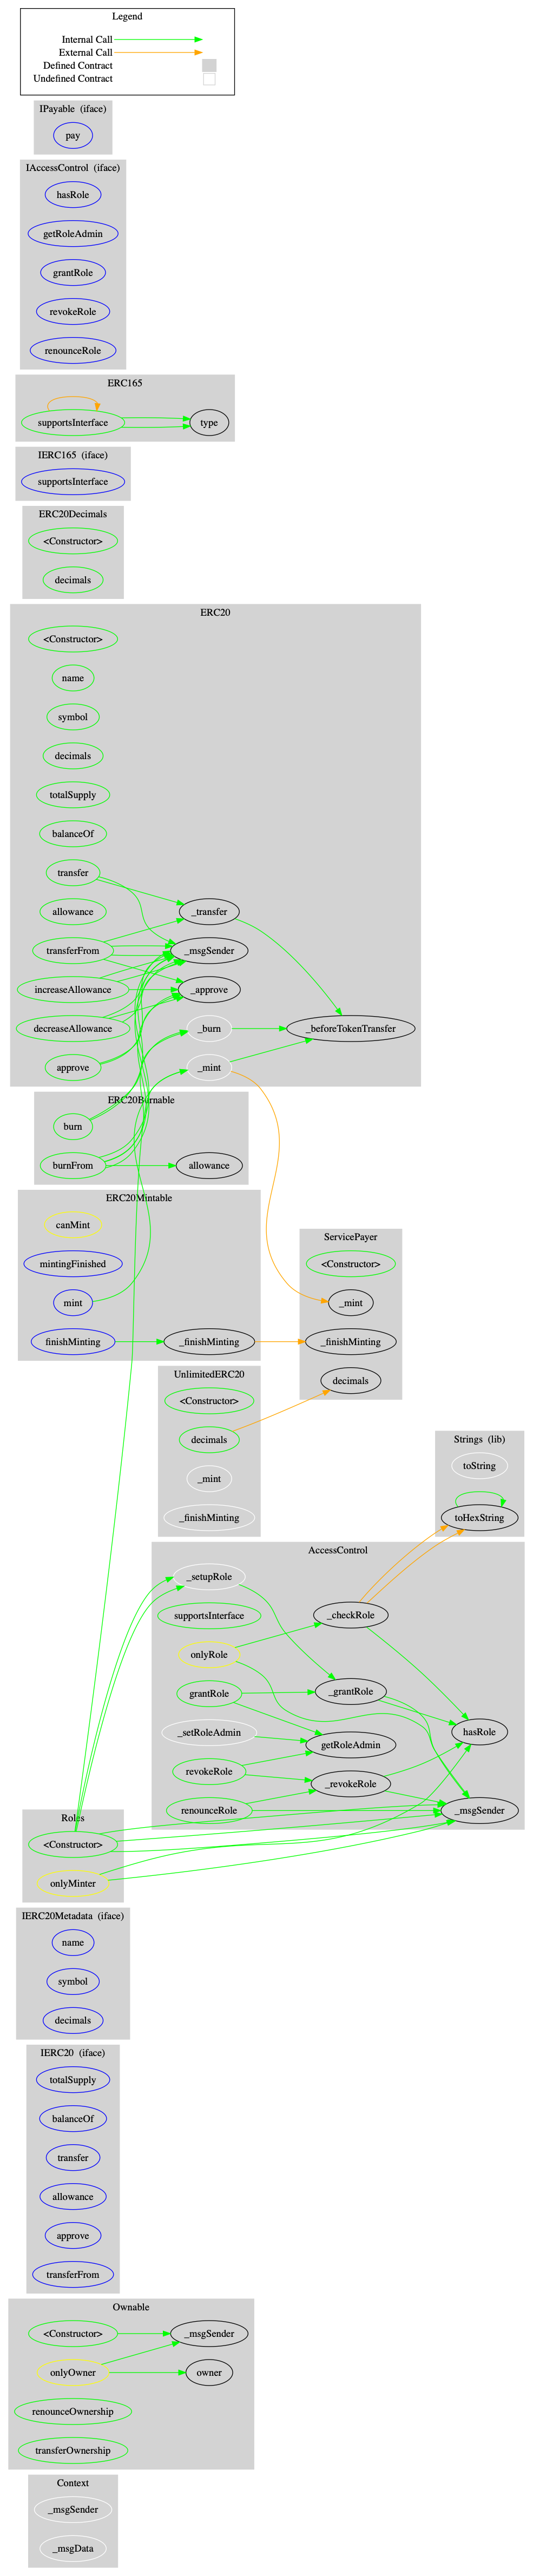 Legend
Internal Call
External Call
Defined Contract
Undefined Contract
IPayable (iface)
pay
IAccessControl (iface)
hasRole
getRoleAdmin
grantRole
revokeRole
renounceRole
ERC165
supportsInterface
type
IERC165 (iface)
supportsInterface
ERC20Decimals
<Constructor>
decimals
ERC20
<Constructor>
name
symbol
decimals
totalSupply
balanceOf
transfer
allowance
_transfer
transferFrom
_msgSender
increaseAllowance
_approve
decreaseAllowance
_burn
_beforeTokenTransfer
approve
_mint
ERC20Burnable
burn
burnFrom
allowance
ERC20Mintable
canMint
mintingFinished
mint
finishMinting
_finishMinting
ServicePayer
<Constructor>
_mint
_finishMinting
decimals
UnlimitedERC20
<Constructor>
decimals
_mint
_finishMinting
Strings (lib)
toString
toHexString
AccessControl
_setupRole
supportsInterface
_checkRole
onlyRole
grantRole
_grantRole
_setRoleAdmin
getRoleAdmin
hasRole
revokeRole
_revokeRole
renounceRole
_msgSender
Roles
<Constructor>
onlyMinter
IERC20Metadata (iface)
name
symbol
decimals
IERC20 (iface)
totalSupply
balanceOf
transfer
allowance
approve
transferFrom
Ownable
<Constructor>
_msgSender
onlyOwner
owner
renounceOwnership
transferOwnership
Context
_msgSender
_msgData